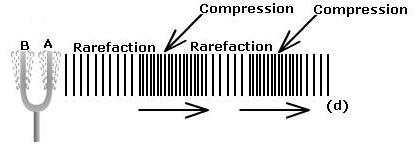 Compression
Compression
Rarefaction
Rarefaction
B A
(d)